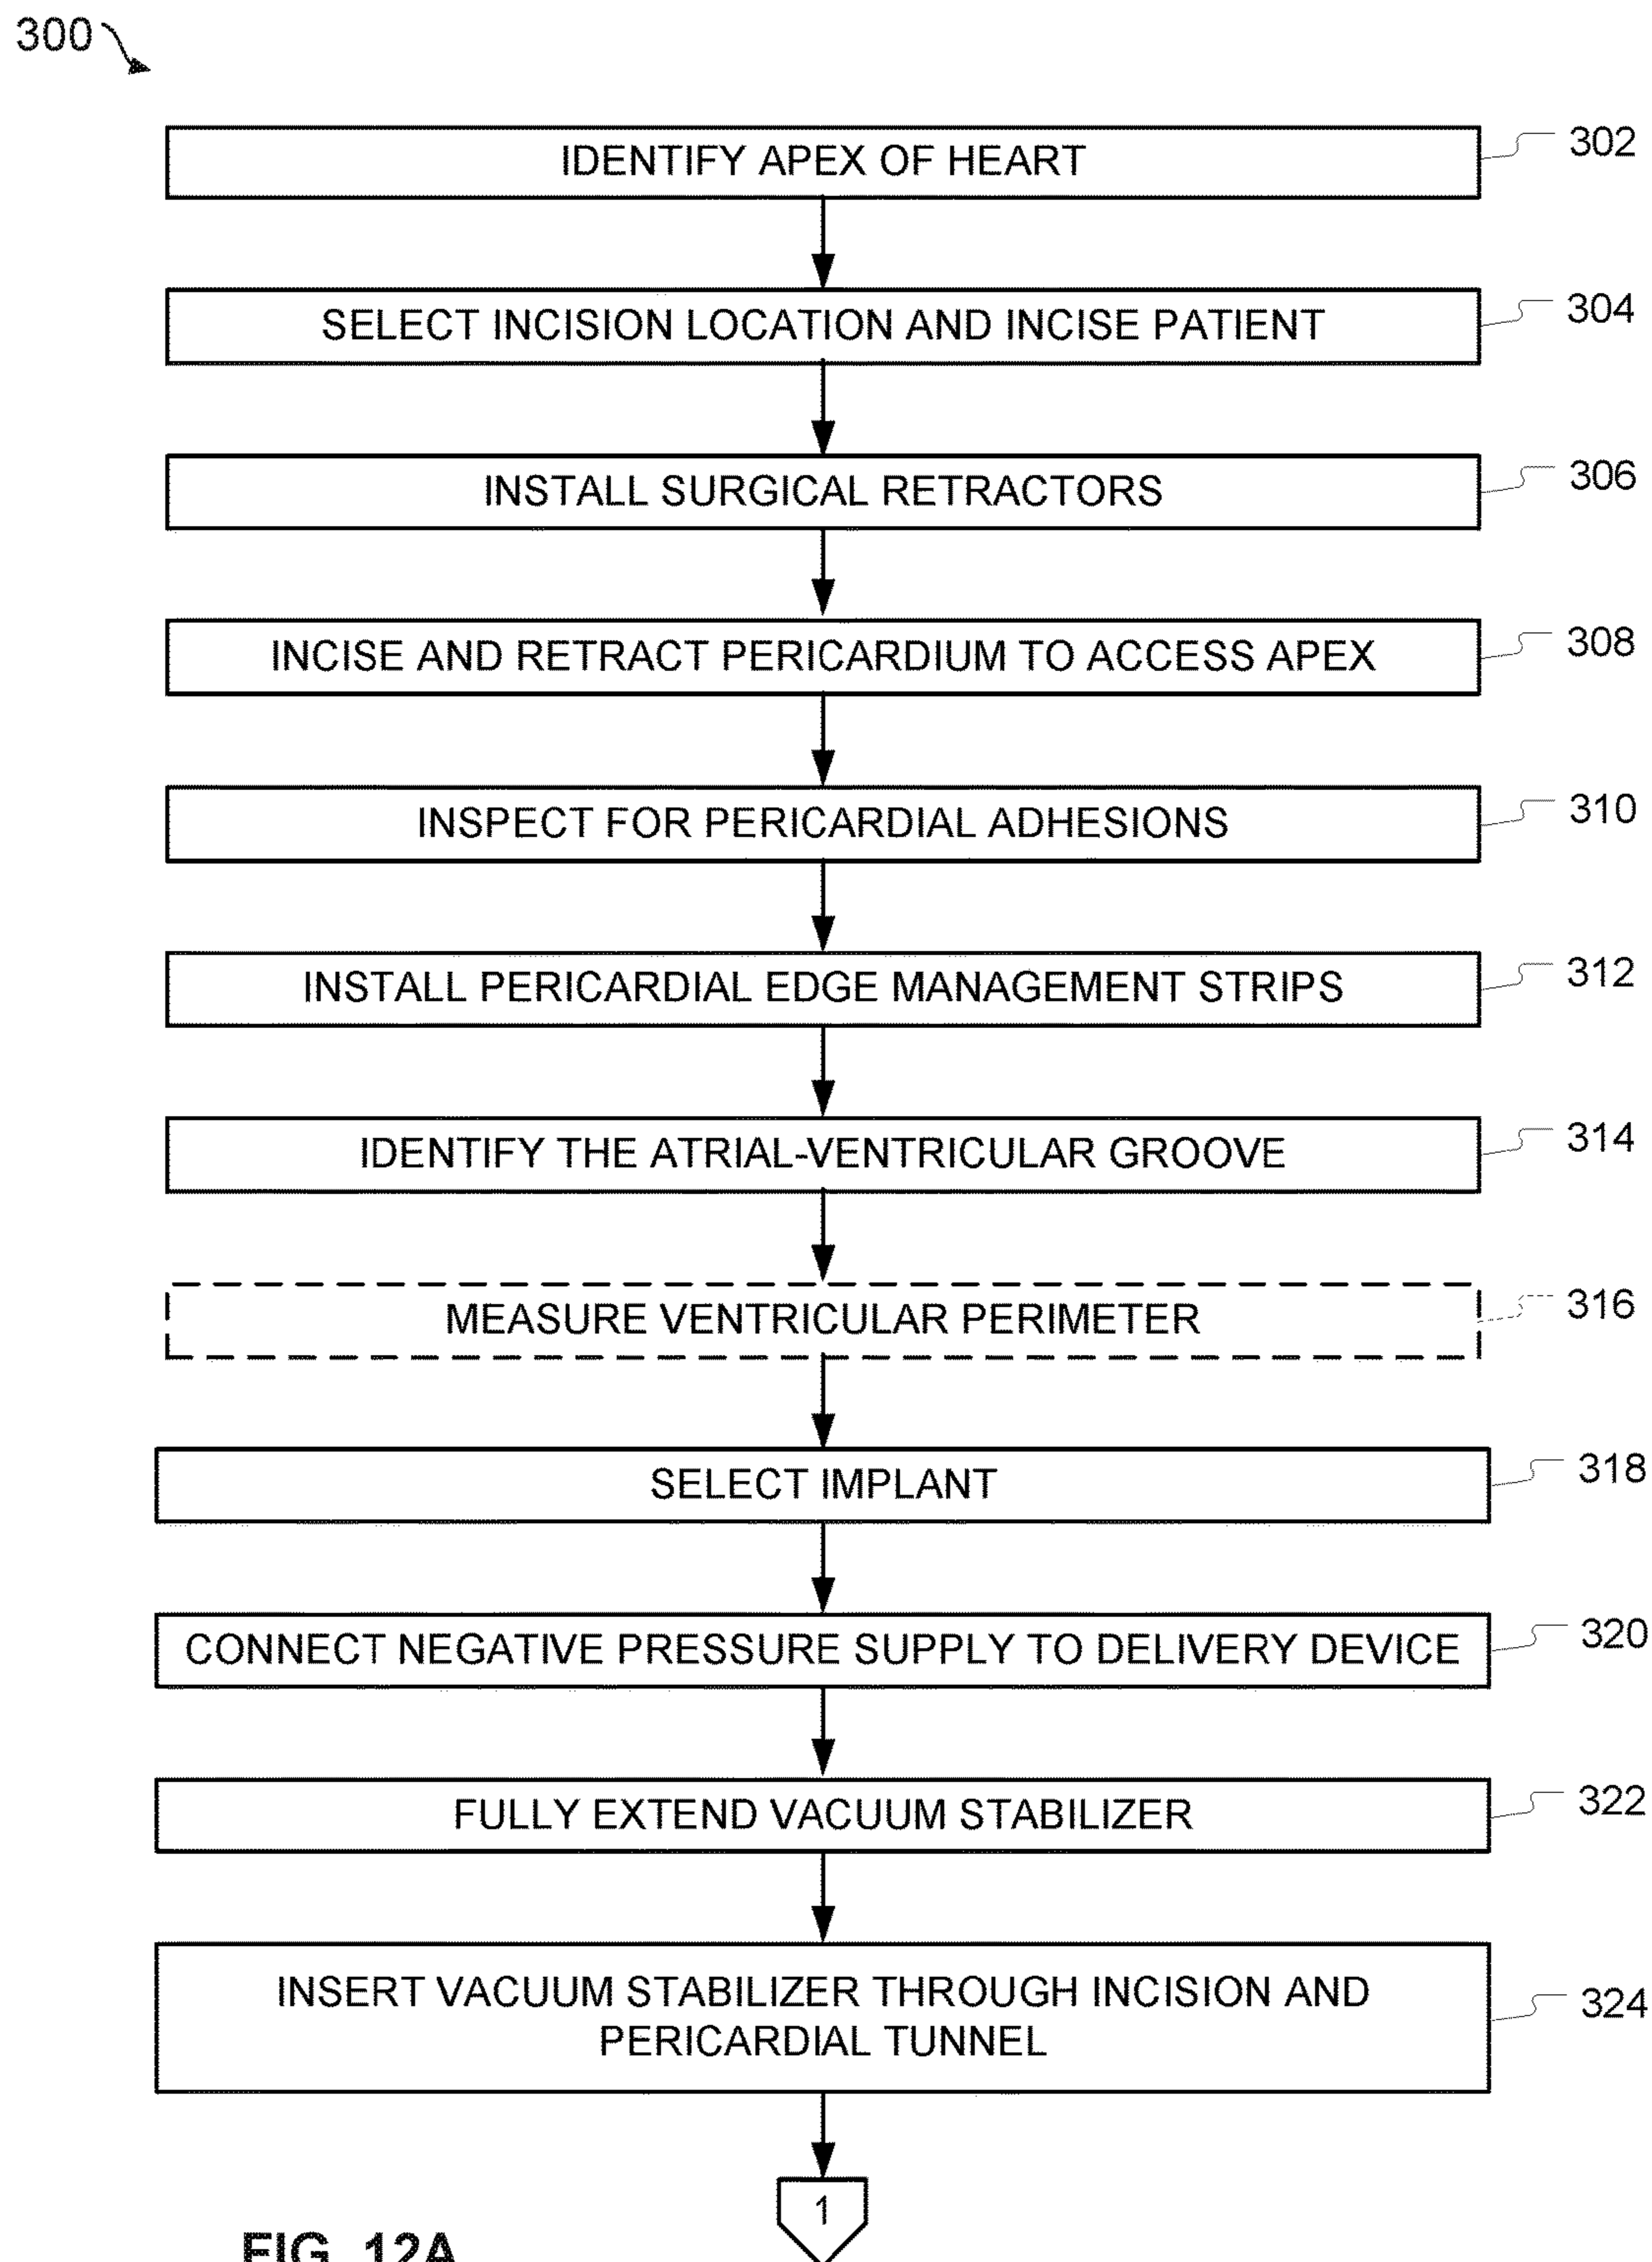 300
IDENTIFY APEX OF HEART
302
SELECT INCISION LOCATION AND INCISE PATIENT
304
INSTALL SURGICAL RETRACTORS
306
INCISE AND RETRACT PERICARDIUM TO ACCESS APEX
308
INSPECT FOR PERICARDIAL ADHESIONS
310
INSTALL PERICARDIAL EDGE MANAGEMENT STRIPS
312
IDENTIFY THE ATRIAL-VENTRICULAR GROOVE
314
MEASURE VENTRICULAR PERIMETER
316
SELECT IMPLANT
318
CONNECT NEGATIVE PRESSURE SUPPLY TO DELIVERY DEVICE
320
FULLY EXTEND VACUUM STABILIZER
322
INSERT VACUUM STABILIZER THROUGH INCISION AND
PERICARDIAL TUNNEL
324
1
FIG. 12A